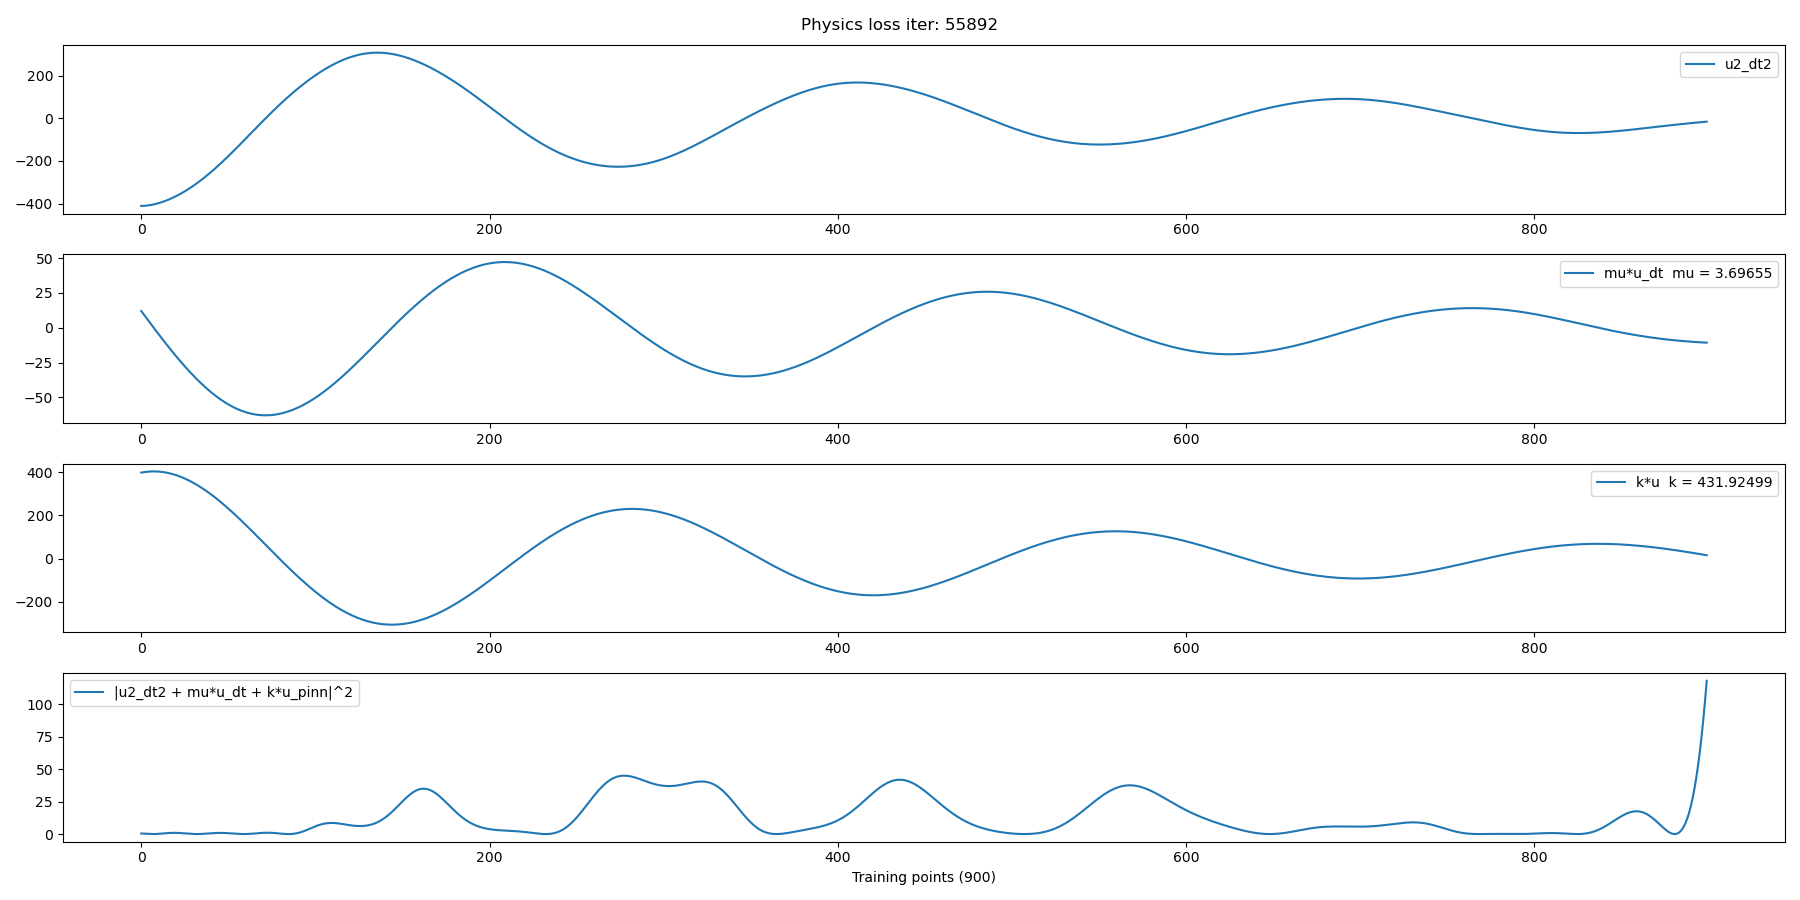 Physics loss iter: 55892
u2_dt2
200
0
−200
−400
0 200 400 600 800
mu*u_dt  mu = 3.69655
50
25
0
−25
−50
0 200 400 600 800
k*u  k = 431.92499
400
200
0
−200
0 200 400 600 800
|u2_dt2 + mu*u_dt + k*u_pinn|^2
100
75
50
25
0
0 200 400 600 800
Training points (900)